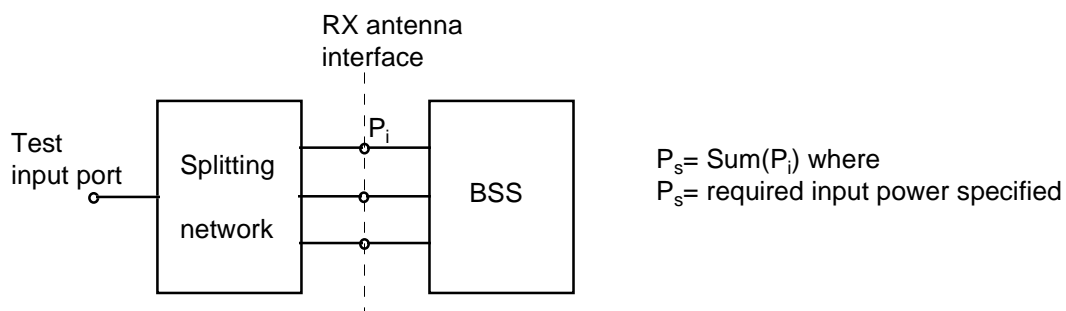 RX antenna
interface
P_i
Test
input port
Splitting
network
BSS
P_s= Sum(P_i) where
P_s= required input power specified